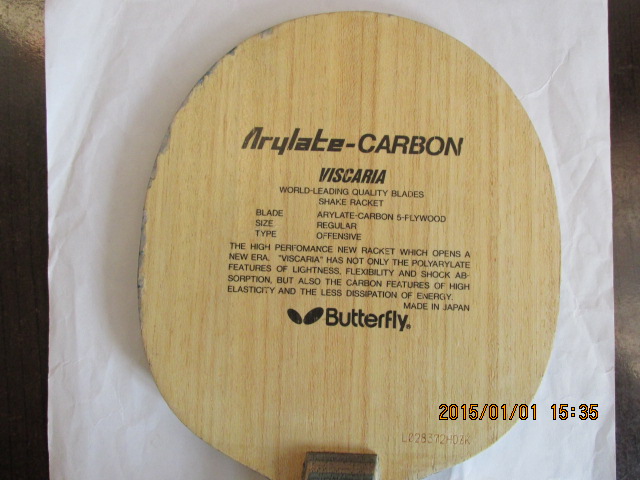 Arylate-CARBON
VISCARIA
WORLD-LEADING QUALITY BLADES
SHAKE RACKET
BLADE ARYLATE-CARBON 5-PLYWOOD
SIZE REGULAR
TYPE OFFENSIVE
THE HIGH PERFOMANCE NEW RACKET WHICH OPENS A
NEW ERA. "VISCARIA" HAS NOT ONLY THE POLYARYLATE
FEATURES OF LIGHTNESS, FLEXIBILITY AND SHOCK AB-
SORPTION, BUT ALSO THE CARBON FEATURES OF HIGH
ELASTICITY AND THE LESS DISSIPATION OF ENERGY.
MADE IN JAPAN
Butterfly®
2015/01/01 15:35